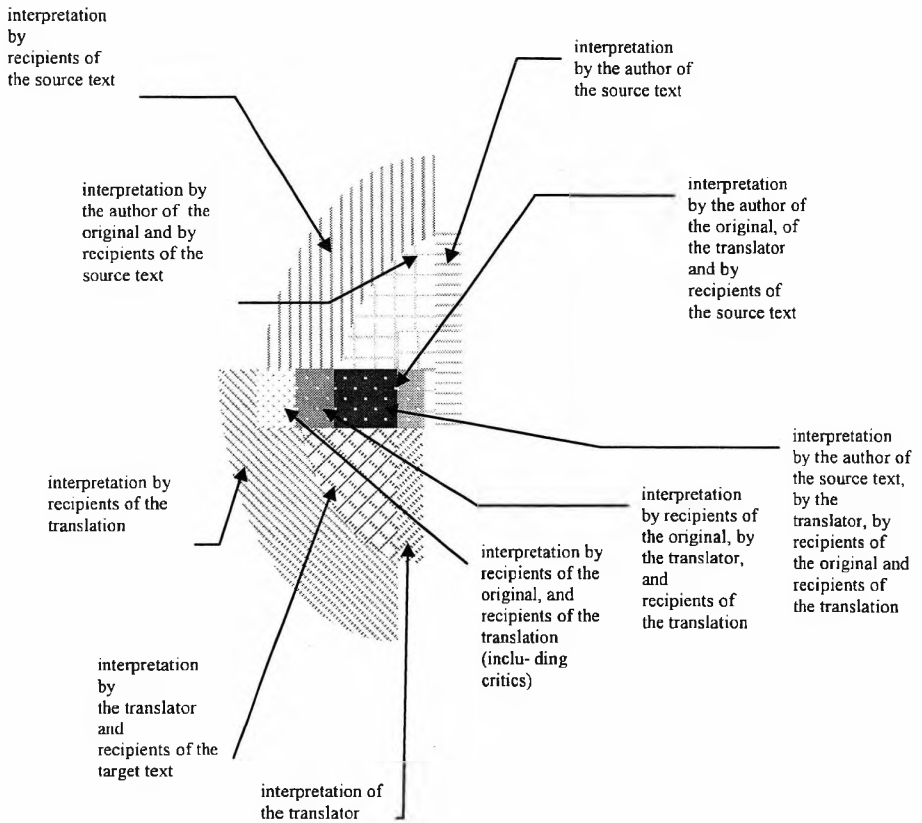 interpretation
by
recipients of
the source text
interpretation
by the author of
the source text
interpretation by
the author of the
original and by
recipients of the
source text
interpretation
by the author of
the original, of
the translator
and by
recipients of
the source text
interpretation by
recipients of the
translation
interpretation by
recipients of the
original, and
recipients of the
translation
(inclu- ding
critics)
interpretation
by recipients of
the original, by
the translator,
and
recipients of
the translation
interpretation
by the author of
the source text,
by the
translator, by
recipients of
the original and
recipients of
the translation
interpretation
by
the translator
and
recipients of the
target text
interpretation of
the translator